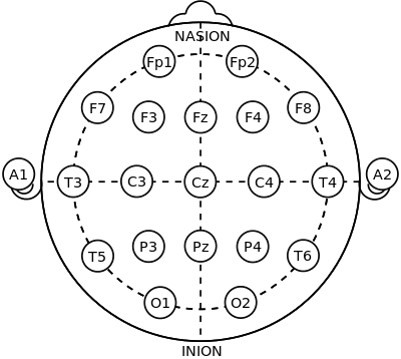 NASION
Fp1 Fp2
F7 F3 Fz F4 F8
A1 T3 C3 Cz C4 T4 A2
T5 P3 Pz P4 T6
O1 O2
INION